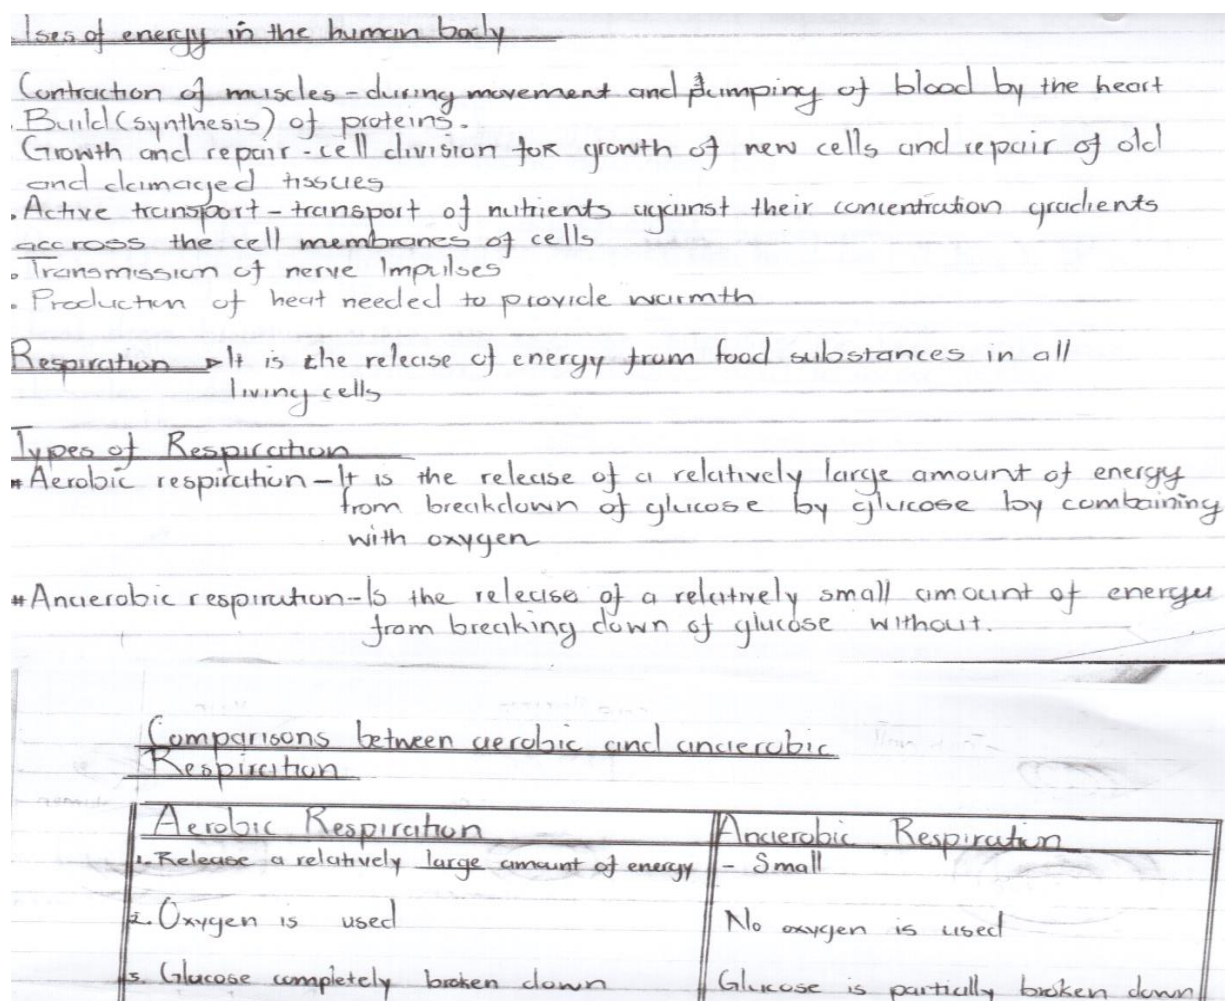 Uses of energy in the human body
Contraction of muscles - during movement and pumping of blood by the heart
. Build (synthesis) of proteins.
Growth and repair - cell division for growth of new cells and repair of old
and damaged tissues
. Active transport - transport of nutrients against their concentration gradients
accross the cell membranes of cells
. Transmission of nerve Impulses
. Production of heat needed to provide warmth
Respiration ➢ It is the release of energy from food substances in all
living cells
Types of Respiration
* Aerobic respiration - It is the release of a relatively large amount of energy
from breakdown of glucose by glucose by combaining
with oxygen
* Anaerobic respiration - Is the release of a relatively small amount of energy
from breaking down of glucose without.
Comparisons between aerobic and anaerobic
Respiration
Aerobic Respiration Anaerobic Respiration
1. Release a relatively large amount of energy - Small
2. Oxygen is used No oxygen is used
3. Glucose completely broken down Glucose is partially broken down